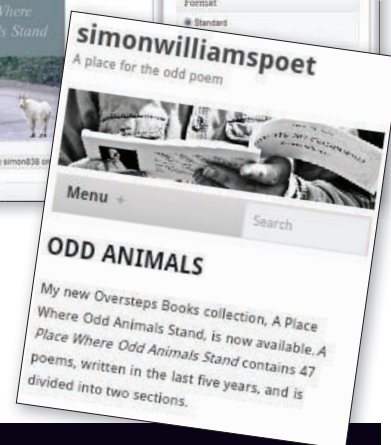 Where
s Stand
Format
Standard
simon838 on
simonwilliamspoet
A place for the odd poem
Menu +
Search
ODD ANIMALS
My new Oversteps Books collection, A Place
Where Odd Animals Stand, is now available. A
Place Where Odd Animals Stand contains 47
poems, written in the last five years, and is
divided into two sections.